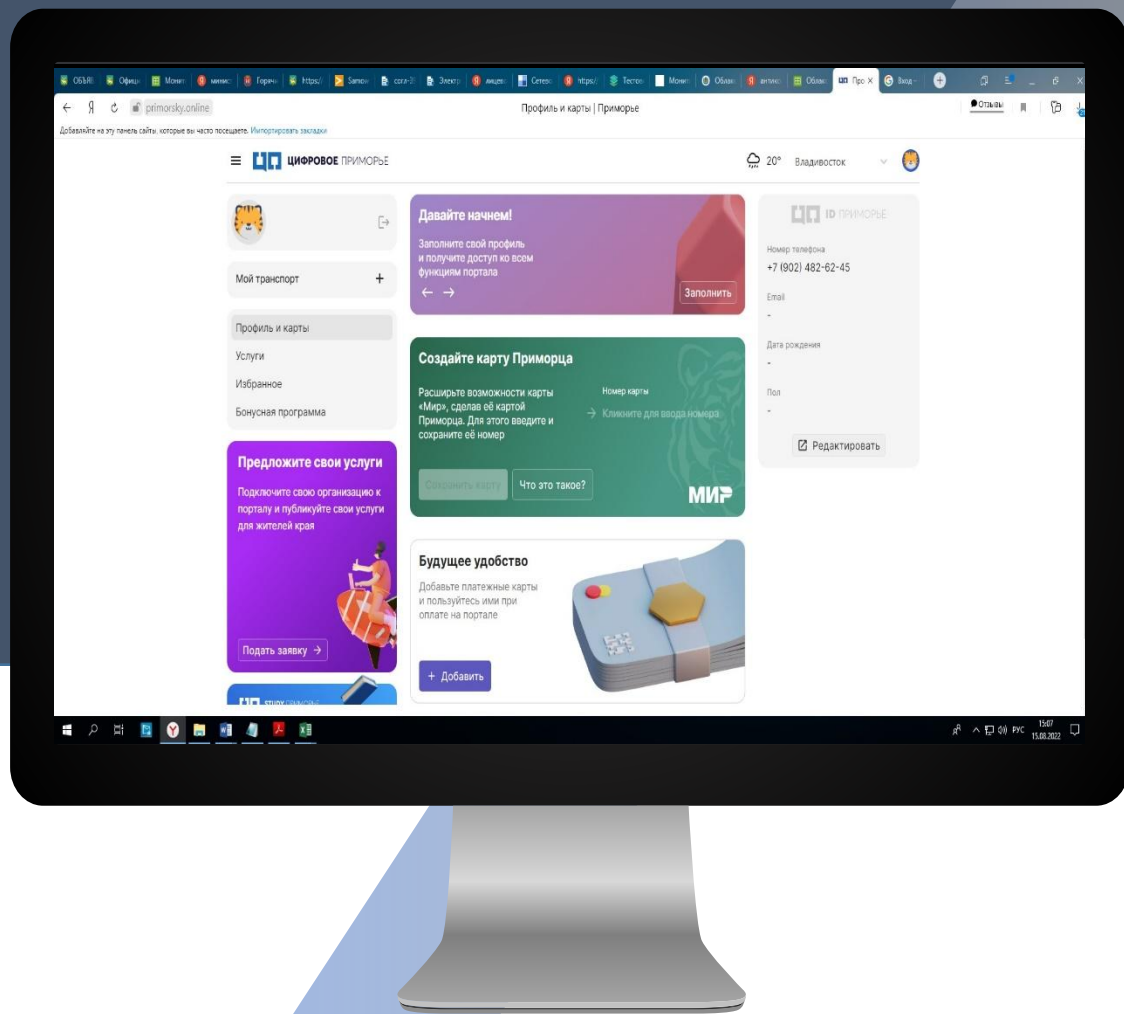 primorsky.online
Профиль и карты | Приморье
Отзывы
Добавляйте на эту панель сайты, которые вы часто посещаете. Импортировать закладки
ЦИФРОВОЕ ПРИМОРЬЕ
20° Владивосток
Мой транспорт +
Профиль и карты
Услуги
Избранное
Бонусная программа
Предложите свои услуги
Подключите свою организацию к
порталу и публикуйте свои услуги
для жителей края
Подать заявку →
STUDY ПРИМОРЬЕ
Давайте начнем!
Заполните свой профиль
и получите доступ ко всем
функциям портала
← →
Заполнить
Создайте карту Приморца
Расширьте возможности карты
«Мир», сделав её картой
Приморца. Для этого введите и
сохраните её номер
Номер карты
→ Кликните для ввода номера
Сохранить карту
Что это такое?
МИР
Будущее удобство
Добавьте платежные карты
и пользуйтесь ими при
оплате на портале
+ Добавить
ID ПРИМОРЬЕ
Номер телефона
+7 (902) 482-62-45
Email
-
Дата рождения
-
Пол
-
Редактировать
РУС
15:07
15.08.2022